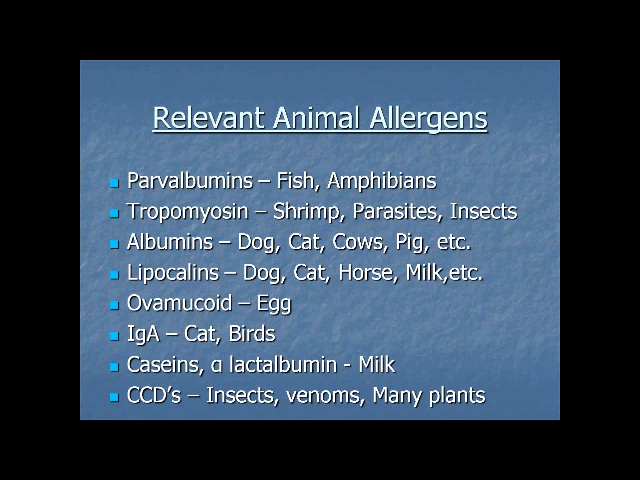 Relevant Animal Allergens
Parvalbumins – Fish, Amphibians
Tropomyosin – Shrimp, Parasites, Insects
Albumins – Dog, Cat, Cows, Pig, etc.
Lipocalins – Dog, Cat, Horse, Milk,etc.
Ovamucoid – Egg
IgA – Cat, Birds
Caseins, α lactalbumin - Milk
CCD's – Insects, venoms, Many plants